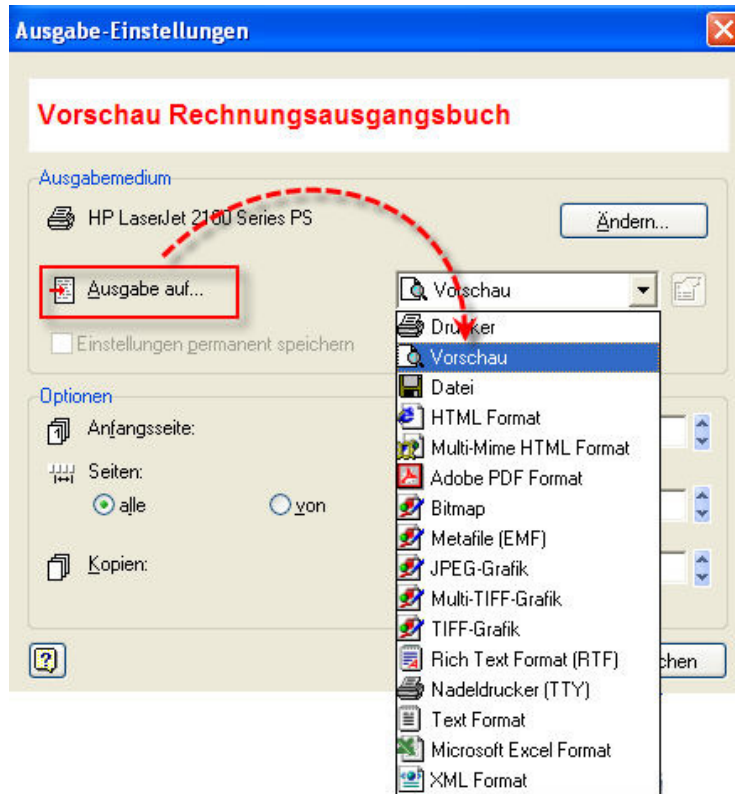 Ausgabe-Einstellungen
Vorschau Rechnungsausgangsbuch
Ausgabemedium
HP LaserJet 2100 Series PS
Ändern...
Ausgabe auf...
Vorschau
Einstellungen permanent speichern
Drucker
Vorschau
Datei
HTML Format
Multi-Mime HTML Format
Adobe PDF Format
Bitmap
Metafile (EMF)
JPEG-Grafik
Multi-TIFF-Grafik
TIFF-Grafik
Rich Text Format (RTF)
Nadeldrucker (TTY)
Text Format
Microsoft Excel Format
XML Format
Optionen
Anfangsseite:
Seiten:
alle
von
Kopien:
chen